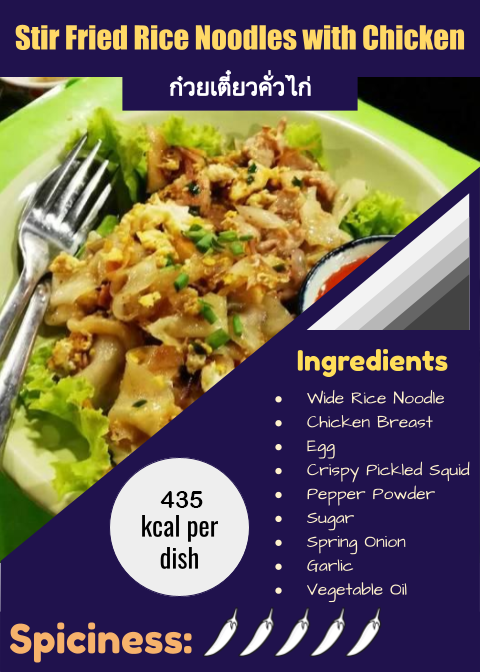 Stir Fried Rice Noodles with Chicken
ก๋วยเตี๋ยวคั่วไก่
Ingredients
• Wide Rice Noodle
• Chicken Breast
• Egg
• Crispy Pickled Squid
• Pepper Powder
• Sugar
• Spring Onion
• Garlic
• Vegetable Oil
435
kcal per
dish
Spiciness: